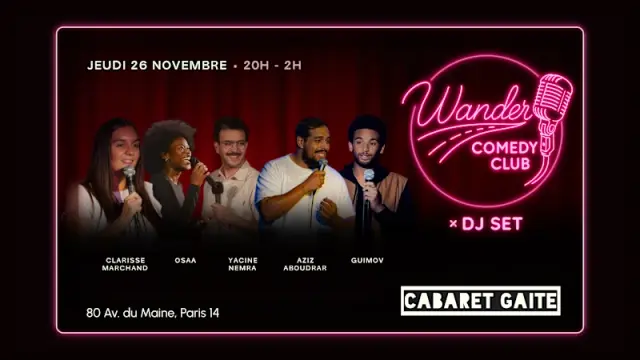 JEUDI 26 NOVEMBRE • 20H - 2H
Wander
COMEDY
CLUB
× DJ SET
CLARISSE
MARCHAND
OSAA
YACINE
NEMRA
AZIZ
ABOUDRAR
GUIMOV
80 Av. du Maine, Paris 14
CABARET GAITE